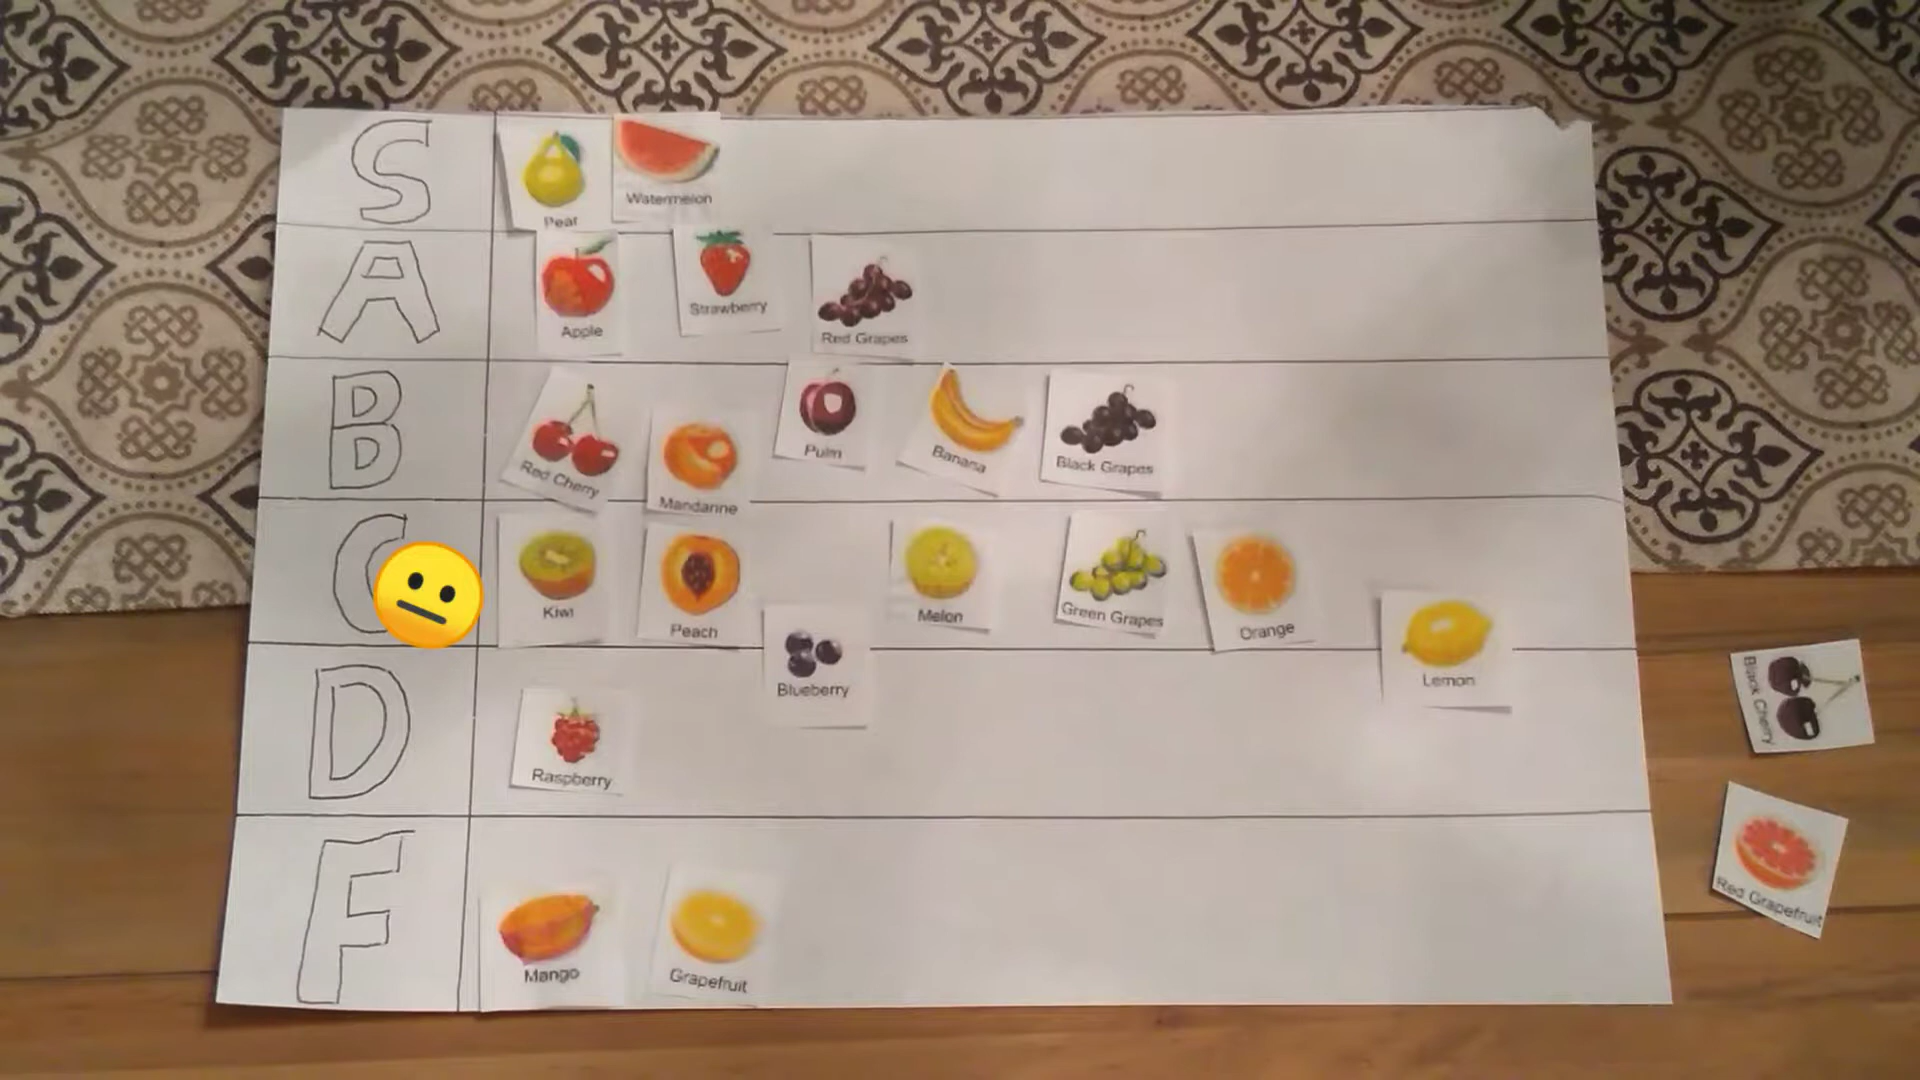 S
Pear
Watermelon
A
Apple
Strawberry
Red Grapes
B
Red Cherry
Mandarine
Pulm
Banana
Black Grapes
C
Kiwi
Peach
Blueberry
Melon
Green Grapes
Orange
Lemon
D
Raspberry
F
Mango
Grapefruit
Black Cherry
Red Grapefruit